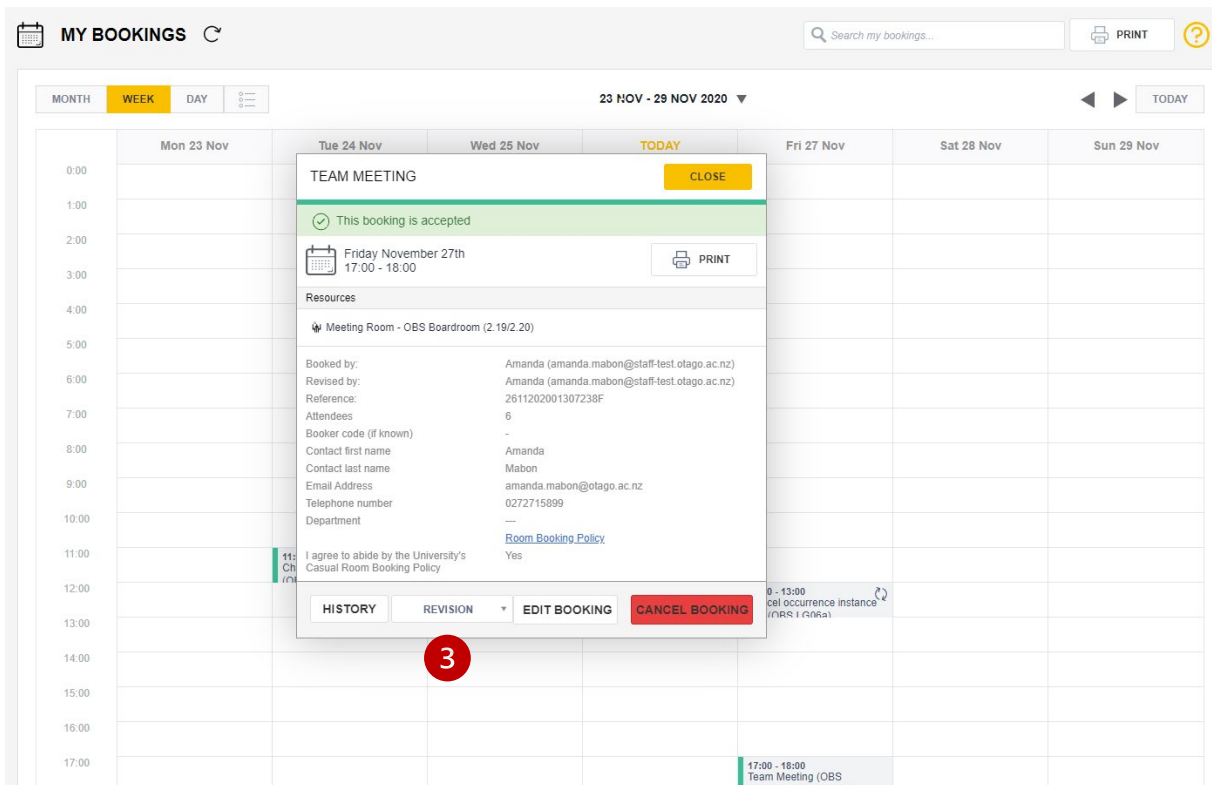 MY BOOKINGS
Search my bookings...
PRINT
?
MONTH WEEK DAY
23 NOV - 29 NOV 2020
TODAY
Mon 23 Nov Tue 24 Nov Wed 25 Nov TODAY Fri 27 Nov Sat 28 Nov Sun 29 Nov
0:00
1:00
2:00
3:00
4:00
5:00
6:00
7:00
8:00
9:00
10:00
11:00
12:00
13:00
14:00
15:00
16:00
17:00
TEAM MEETING
CLOSE
This booking is accepted
Friday November 27th
17:00 - 18:00
PRINT
Resources
Meeting Room - OBS Boardroom (2.19/2.20)
Booked by: Amanda (amanda.mabon@staff-test.otago.ac.nz)
Revised by: Amanda (amanda.mabon@staff-test.otago.ac.nz)
Reference: 2611202001307238F
Attendees 6
Booker code (if known) -
Contact first name Amanda
Contact last name Mabon
Email Address amanda.mabon@otago.ac.nz
Telephone number 0272715899
Department ---
Room Booking Policy
I agree to abide by the University's Yes
Casual Room Booking Policy
HISTORY REVISION EDIT BOOKING CANCEL BOOKING
3
11:
Ch
0 - 13:00
cel occurrence instance
(OBS LG06a)
17:00 - 18:00
Team Meeting (OBS